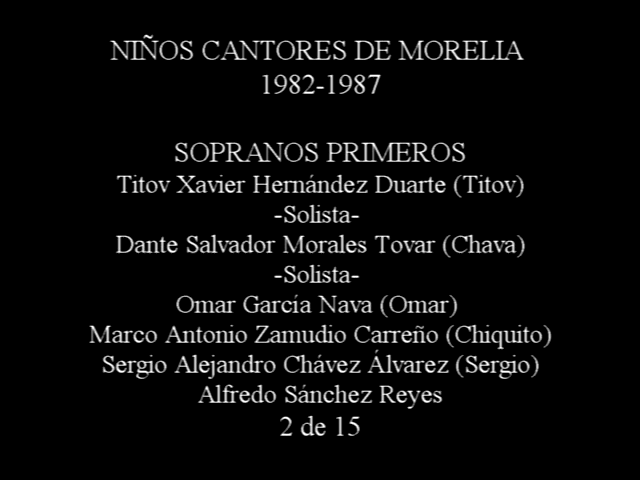 NIÑOS CANTORES DE MORELIA
1982-1987
SOPRANOS PRIMEROS
Titov Xavier Hernández Duarte (Titov)
-Solista-
Dante Salvador Morales Tovar (Chava)
-Solista-
Omar García Nava (Omar)
Marco Antonio Zamudio Carreño (Chiquito)
Sergio Alejandro Chávez Álvarez (Sergio)
Alfredo Sánchez Reyes
2 de 15